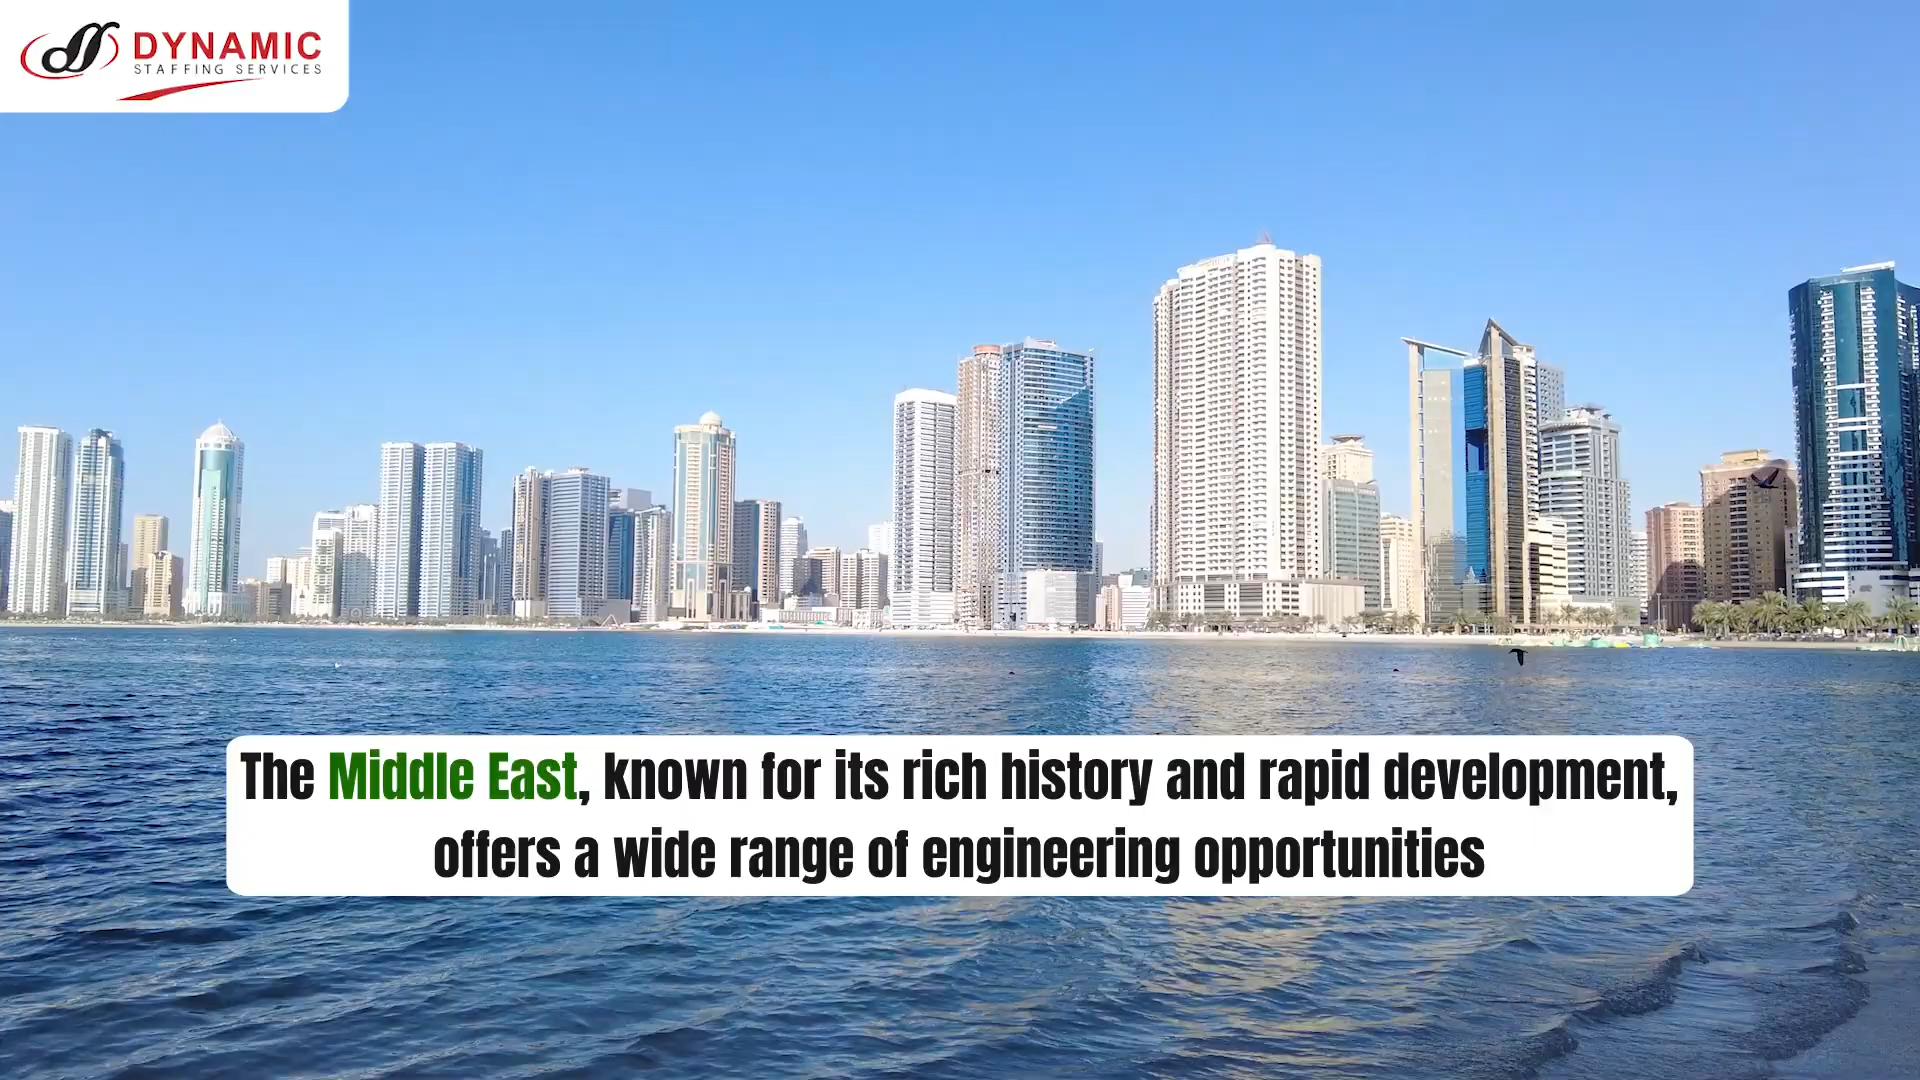 DYNAMIC
STAFFING SERVICES
The Middle East, known for its rich history and rapid development,
offers a wide range of engineering opportunities